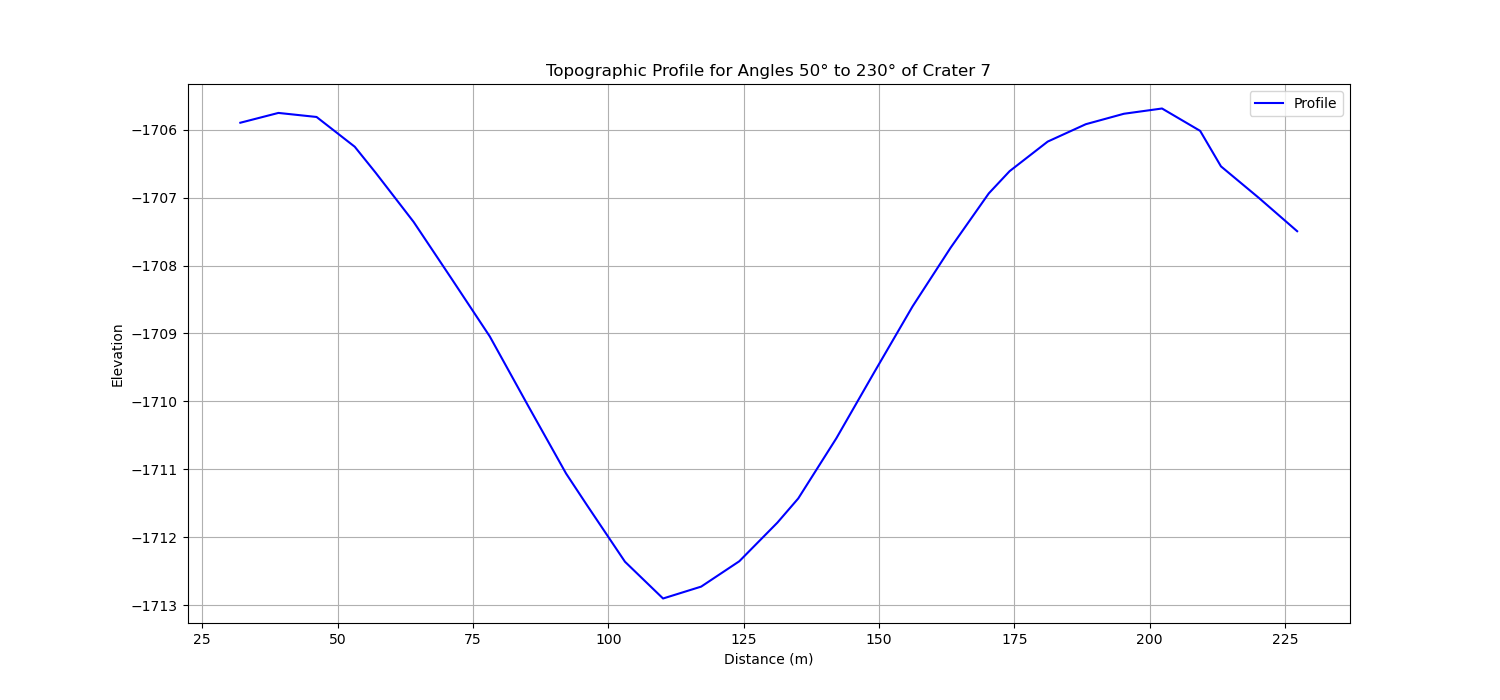 Topographic Profile for Angles 50° to 230° of Crater 7
Profile
Elevation
−1706
−1707
−1708
−1709
−1710
−1711
−1712
−1713
25 50 75 100 125 150 175 200 225
Distance (m)